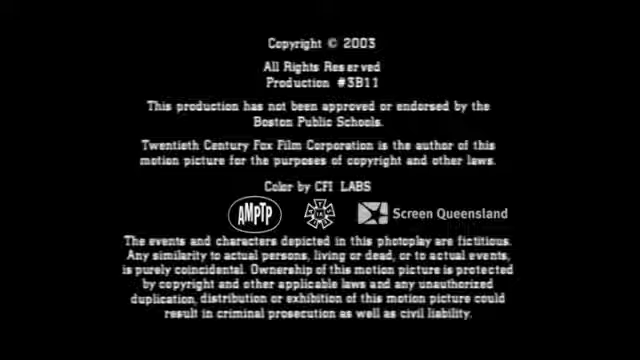 Copyright © 2003
All Rights Reserved
Production #3B11
This production has not been approved or endorsed by the
Boston Public Schools.
Twentieth Century Fox Film Corporation is the author of this
motion picture for the purposes of copyright and other laws.
Color by CFI LABS
AMPTP IA Screen Queensland
The events and characters depicted in this photoplay are fictitious.
Any similarity to actual persons, living or dead, or to actual events,
is purely coincidental. Ownership of this motion picture is protected
by copyright and other applicable laws and any unauthorized
duplication, distribution or exhibition of this motion picture could
result in criminal prosecution as well as civil liability.